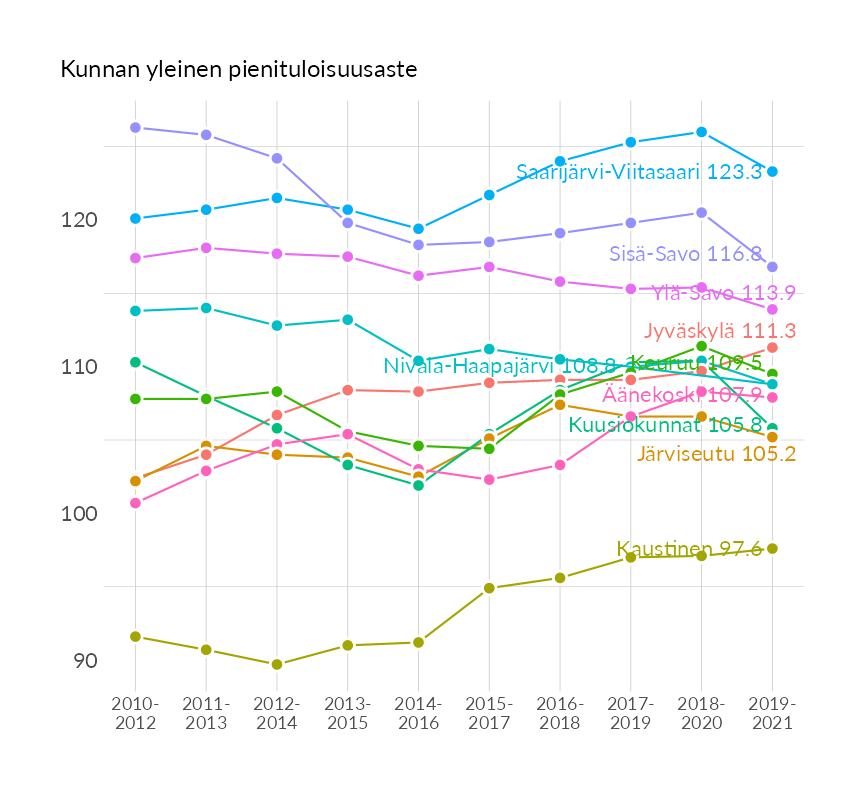 Kunnan yleinen pienituloisuusaste
120
110
100
90
Saarijärvi-Viitasaari 123.3
Sisä-Savo 116.8
Ylä-Savo 113.9
Jyväskylä 111.3
Nivala-Haapajärvi 108.8
Keuruu 109.5
Äänekoski 107.9
Kuusiokunnat 105.8
Järviseutu 105.2
Kaustinen 97.6
2010-
2012
2011-
2013
2012-
2014
2013-
2015
2014-
2016
2015-
2017
2016-
2018
2017-
2019
2018-
2020
2019-
2021